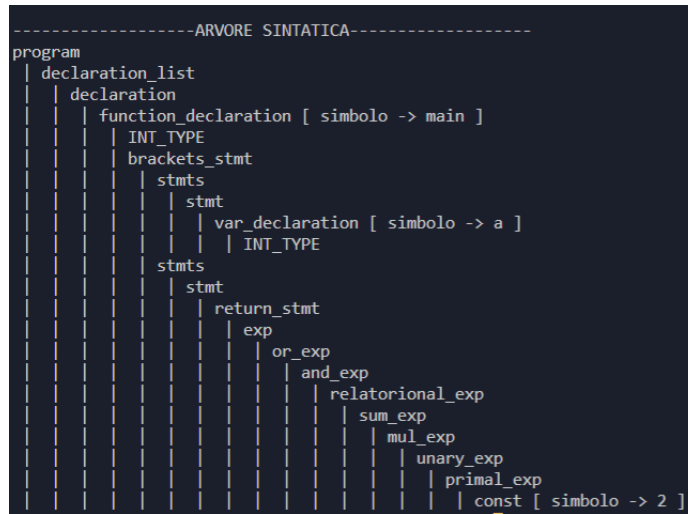 -------------------ARVORE SINTATICA-------------------
program
 | declaration_list
 |  | declaration
 |  |  | function_declaration [ simbolo -> main ]
 |  |  |  | INT_TYPE
 |  |  |  | brackets_stmt
 |  |  |  |  | stmts
 |  |  |  |  |  | stmt
 |  |  |  |  |  |  | var_declaration [ simbolo -> a ]
 |  |  |  |  |  |  |  | INT_TYPE
 |  |  |  |  | stmts
 |  |  |  |  |  | stmt
 |  |  |  |  |  |  | return_stmt
 |  |  |  |  |  |  |  | exp
 |  |  |  |  |  |  |  |  | or_exp
 |  |  |  |  |  |  |  |  |  | and_exp
 |  |  |  |  |  |  |  |  |  |  | relatorional_exp
 |  |  |  |  |  |  |  |  |  |  |  | sum_exp
 |  |  |  |  |  |  |  |  |  |  |  |  | mul_exp
 |  |  |  |  |  |  |  |  |  |  |  |  |  | unary_exp
 |  |  |  |  |  |  |  |  |  |  |  |  |  |  | primal_exp
 |  |  |  |  |  |  |  |  |  |  |  |  |  |  |  | const [ simbolo -> 2 ]